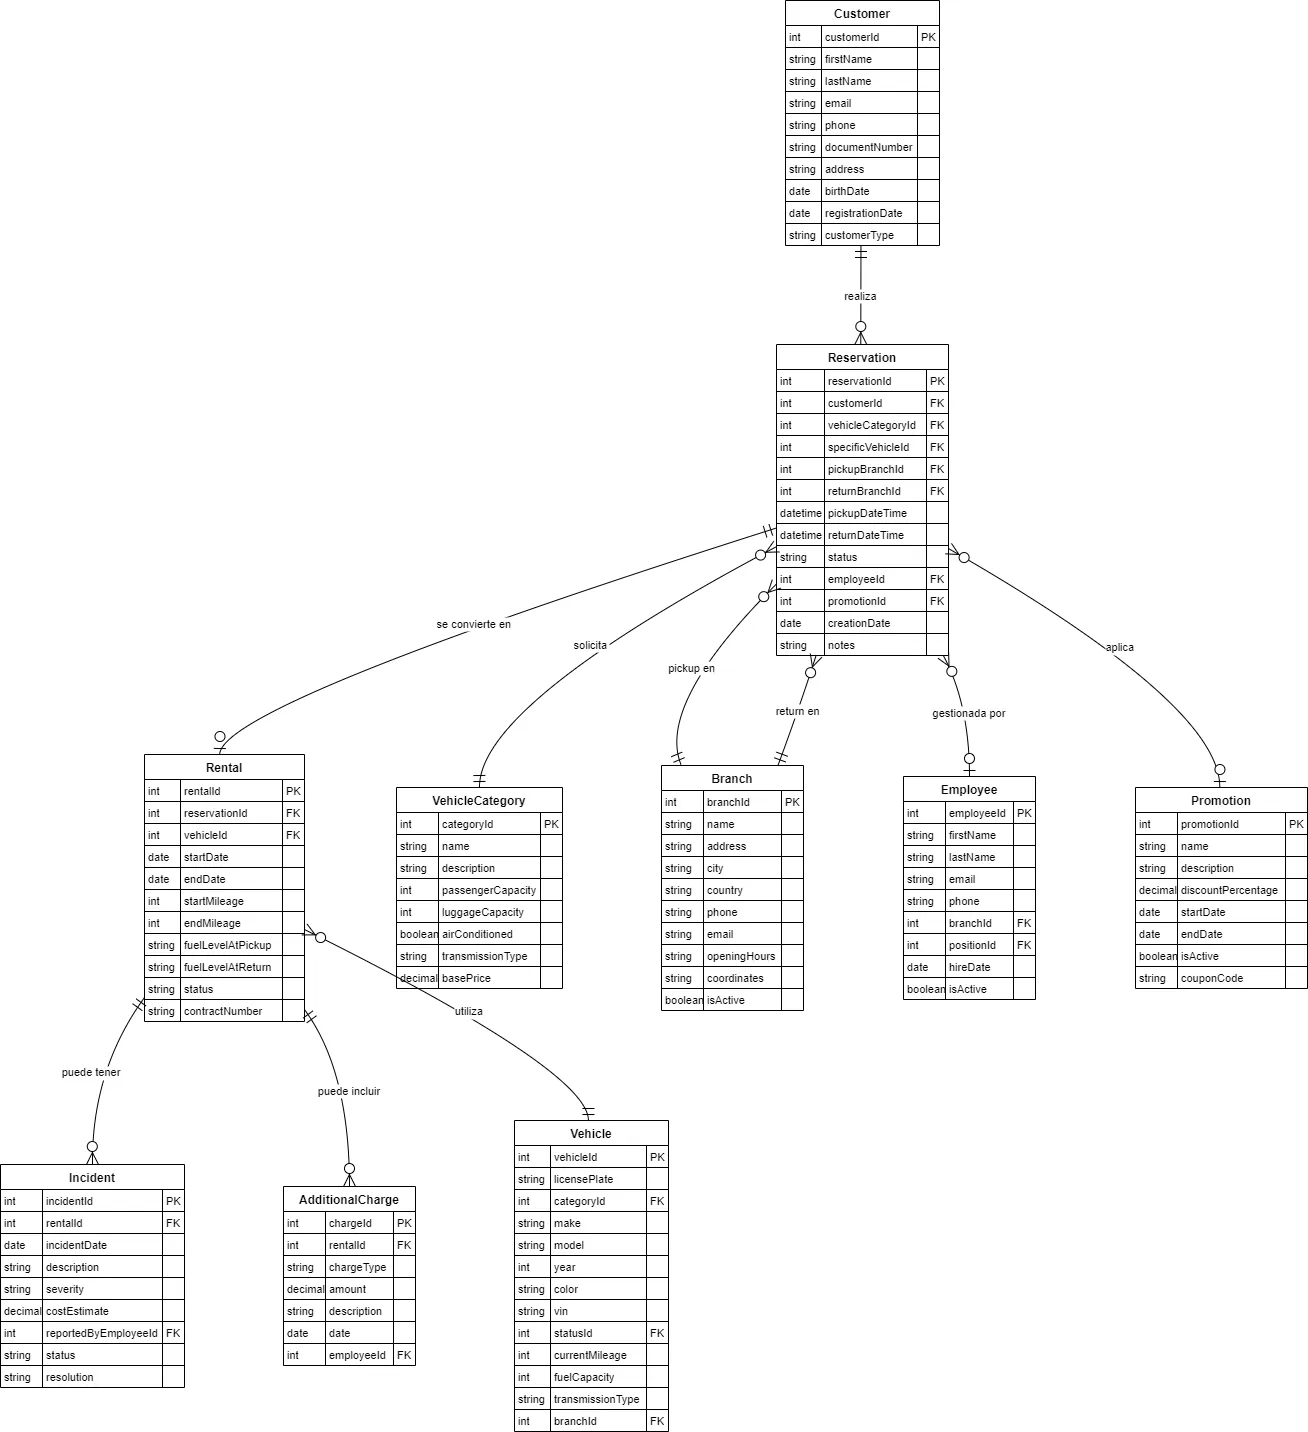 Customer
int customerId PK
string firstName
string lastName
string email
string phone
string documentNumber
string address
date birthDate
date registrationDate
string customerType
realiza
Reservation
int reservationId PK
int customerId FK
int vehicleCategoryId FK
int specificVehicleId FK
int pickupBranchId FK
int returnBranchId FK
datetime pickupDateTime
datetime returnDateTime
string status
int employeeId FK
int promotionId FK
date creationDate
string notes
se convierte en
solicita
pickup en
return en
gestionada por
aplica
Rental
int rentalId PK
int reservationId FK
int vehicleId FK
date startDate
date endDate
int startMileage
int endMileage
string fuelLevelAtPickup
string fuelLevelAtReturn
string status
string contractNumber
VehicleCategory
int categoryId PK
string name
string description
int passengerCapacity
int luggageCapacity
boolean airConditioned
string transmissionType
decimal basePrice
Branch
int branchId PK
string name
string address
string city
string country
string phone
string email
string openingHours
string coordinates
boolean isActive
Employee
int employeeId PK
string firstName
string lastName
string email
string phone
int branchId FK
int positionId FK
date hireDate
boolean isActive
Promotion
int promotionId PK
string name
string description
decimal discountPercentage
date startDate
date endDate
boolean isActive
string couponCode
puede tener
puede incluir
utiliza
Incident
int incidentId PK
int rentalId FK
date incidentDate
string description
string severity
decimal costEstimate
int reportedByEmployeeId FK
string status
string resolution
AdditionalCharge
int chargeId PK
int rentalId FK
string chargeType
decimal amount
string description
date date
int employeeId FK
Vehicle
int vehicleId PK
string licensePlate
int categoryId FK
string make
string model
int year
string color
string vin
int statusId FK
int currentMileage
int fuelCapacity
string transmissionType
int branchId FK